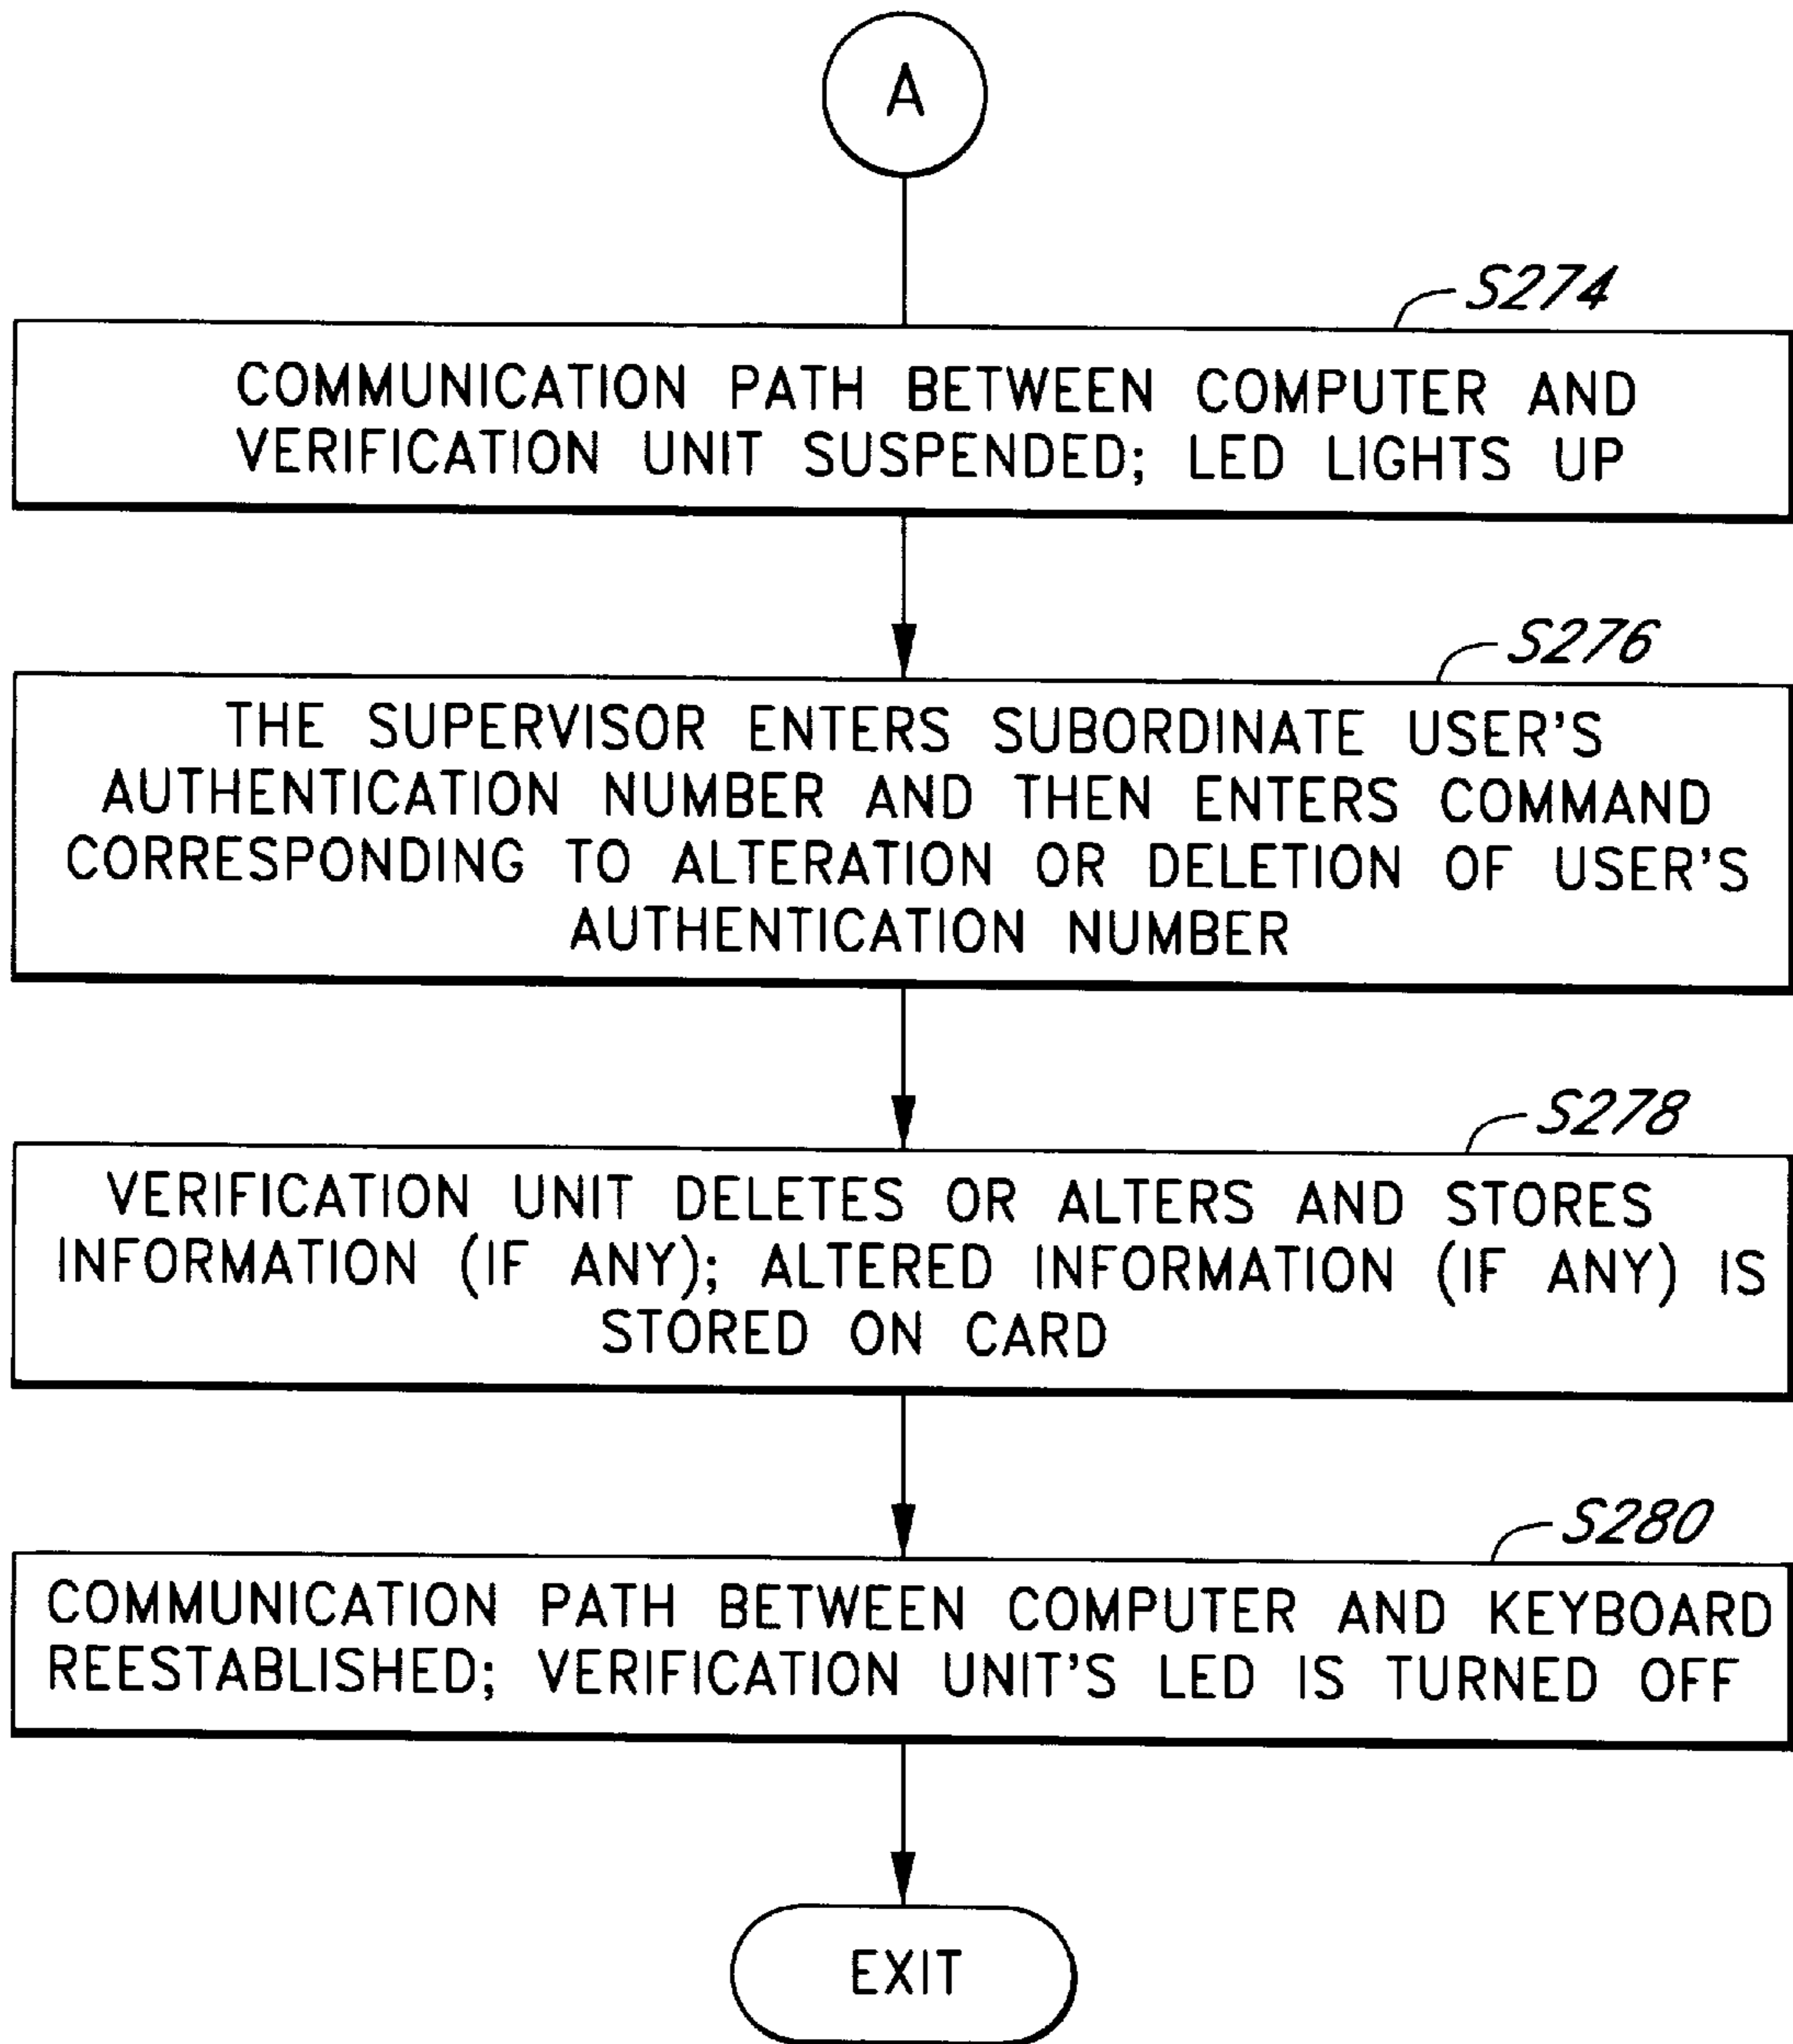 A
S274
COMMUNICATION PATH BETWEEN COMPUTER AND
VERIFICATION UNIT SUSPENDED; LED LIGHTS UP
S276
THE SUPERVISOR ENTERS SUBORDINATE USER'S
AUTHENTICATION NUMBER AND THEN ENTERS COMMAND
CORRESPONDING TO ALTERATION OR DELETION OF USER'S
AUTHENTICATION NUMBER
S278
VERIFICATION UNIT DELETES OR ALTERS AND STORES
INFORMATION (IF ANY); ALTERED INFORMATION (IF ANY) IS
STORED ON CARD
S280
COMMUNICATION PATH BETWEEN COMPUTER AND KEYBOARD
REESTABLISHED; VERIFICATION UNIT'S LED IS TURNED OFF
EXIT